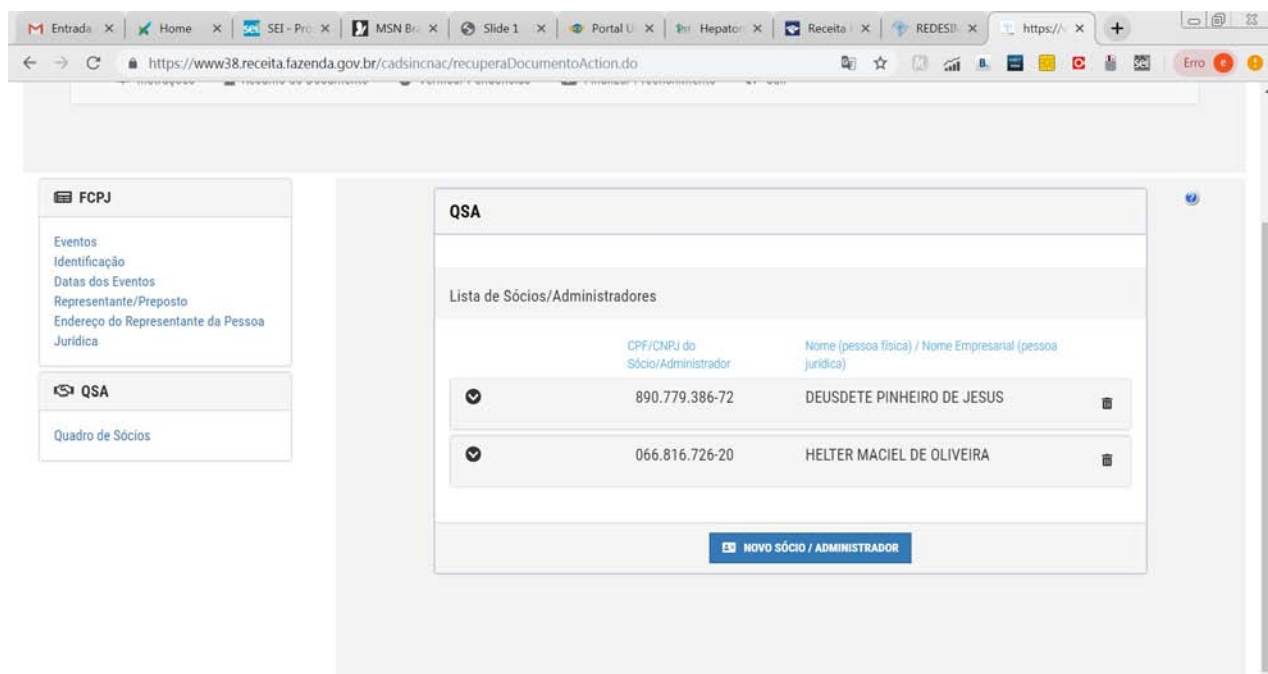 Entrada
Home
SEI - Pro
MSN Br
Slide 1
Portal U
Hepator
Receita
REDESI
https://
https://www38.receita.fazenda.gov.br/cadsincnac/recuperaDocumentoAction.do
Erro
FCPJ
Eventos
Identificação
Datas dos Eventos
Representante/Preposto
Endereço do Representante da Pessoa
Jurídica
QSA
Quadro de Sócios
QSA
Lista de Sócios/Administradores
CPF/CNPJ do
Sócio/Administrador
Nome (pessoa física) / Nome Empresarial (pessoa
jurídica)
890.779.386-72 DEUSDETE PINHEIRO DE JESUS
066.816.726-20 HELTER MACIEL DE OLIVEIRA
NOVO SÓCIO / ADMINISTRADOR